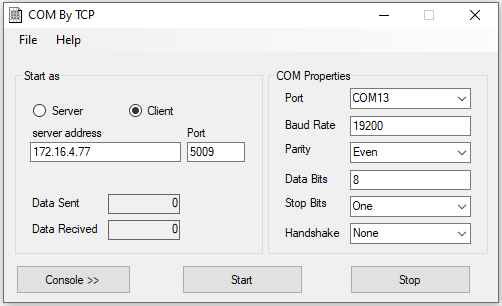 COM By TCP
File Help
Start as
Server Client
server address Port
172.16.4.77 5009
Data Sent 0
Data Recived 0
COM Properties
Port COM13
Baud Rate 19200
Parity Even
Data Bits 8
Stop Bits One
Handshake None
Console >> Start Stop